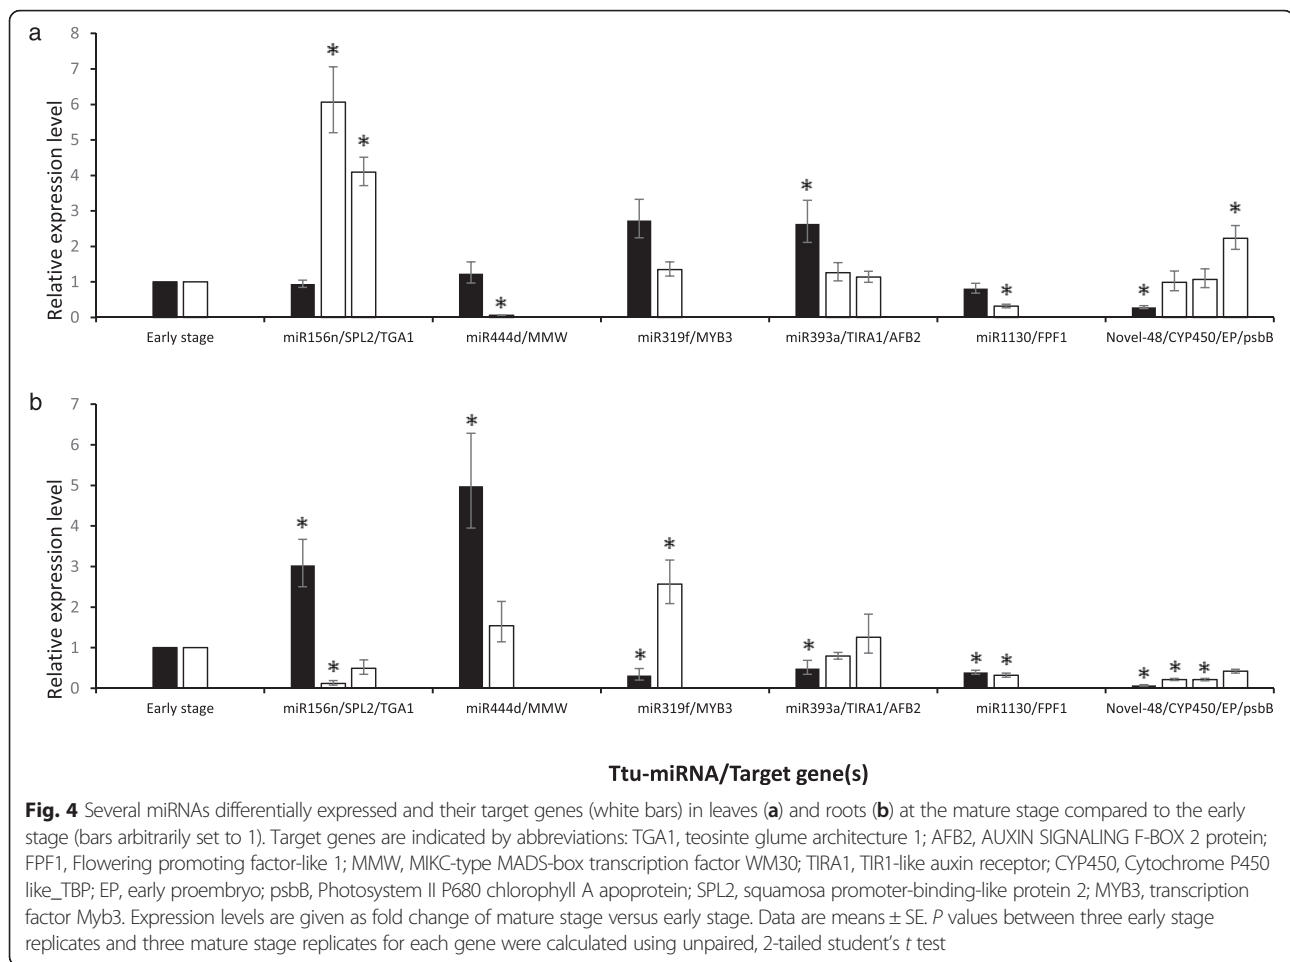 a
8
7
6
5
4
3
2
1
0
Relative expression level
* * * * * * * *
Early stage miR156n/SPL2/TGA1 miR444d/MMW miR319f/MYB3 miR393a/TIRA1/AFB2 miR1130/FPF1 Novel-48/CYP450/EP/psbB
b
7
6
5
4
3
2
1
0
Relative expression level
* * * * * * * * * * *
Early stage miR156n/SPL2/TGA1 miR444d/MMW miR319f/MYB3 miR393a/TIRA1/AFB2 miR1130/FPF1 Novel-48/CYP450/EP/psbB
Ttu-miRNA/Target gene(s)
Fig. 4 Several miRNAs differentially expressed and their target genes (white bars) in leaves (a) and roots (b) at the mature stage compared to the early
stage (bars arbitrarily set to 1). Target genes are indicated by abbreviations: TGA1, teosinte glume architecture 1; AFB2, AUXIN SIGNALING F-BOX 2 protein;
FPF1, Flowering promoting factor-like 1; MMW, MIKC-type MADS-box transcription factor WM30; TIRA1, TIR1-like auxin receptor; CYP450, Cytochrome P450
like_TBP; EP, early proembryo; psbB, Photosystem II P680 chlorophyll A apoprotein; SPL2, squamosa promoter-binding-like protein 2; MYB3, transcription
factor Myb3. Expression levels are given as fold change of mature stage versus early stage. Data are means ± SE. P values between three early stage
replicates and three mature stage replicates for each gene were calculated using unpaired, 2-tailed student's t test